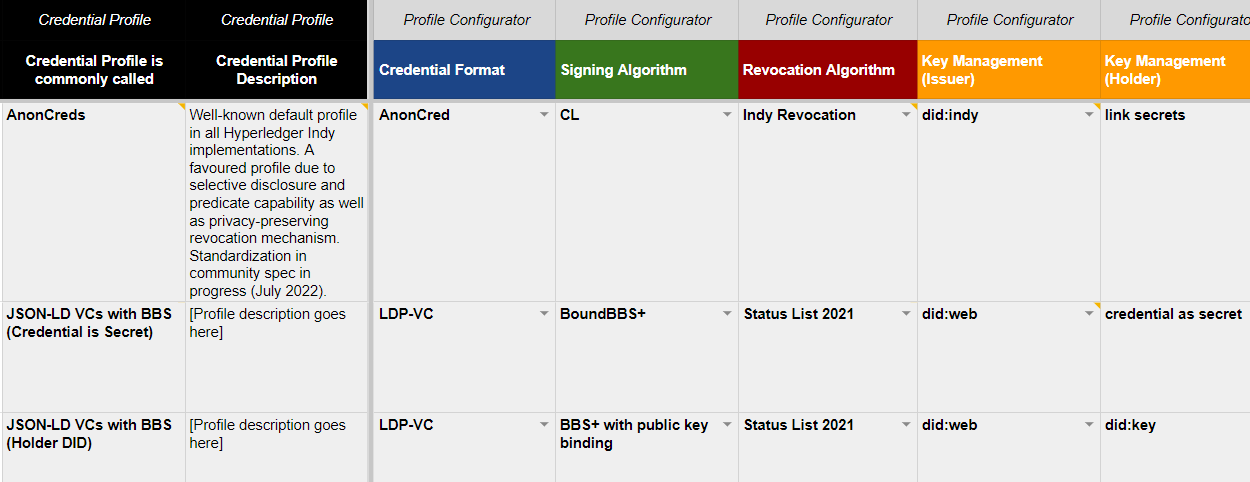 Credential Profile
Credential Profile
Profile Configurator
Profile Configurator
Profile Configurator
Profile Configurator
Profile Configurato
Credential Profile is
commonly called
Credential Profile
Description
Credential Format
Signing Algorithm
Revocation Algorithm
Key Management
(Issuer)
Key Management
(Holder)
AnonCreds
Well-known default profile
in all Hyperledger Indy
implementations. A
favoured profile due to
selective disclosure and
predicate capability as well
as privacy-preserving
revocation mechanism.
Standardization in
community spec in
progress (July 2022).
AnonCred
CL
Indy Revocation
did:indy
link secrets
JSON-LD VCs with BBS
(Credential is Secret)
[Profile description goes
here]
LDP-VC
BoundBBS+
Status List 2021
did:web
credential as secret
JSON-LD VCs with BBS
(Holder DID)
[Profile description goes
here]
LDP-VC
BBS+ with public key
binding
Status List 2021
did:web
did:key